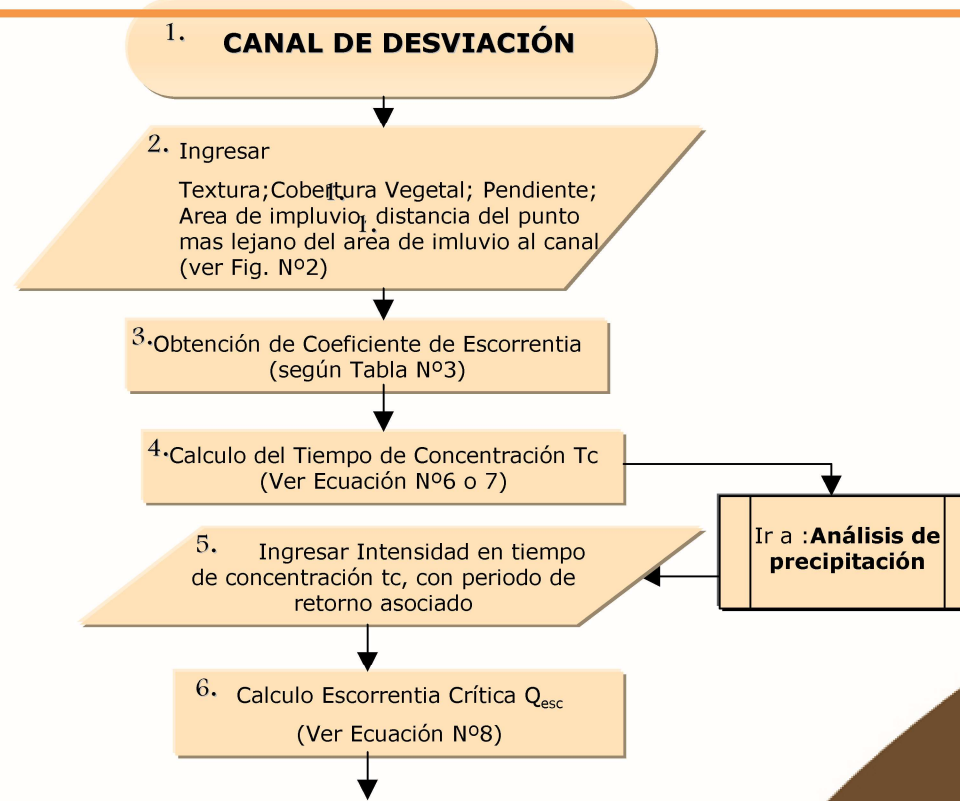 1. CANAL DE DESVIACIÓN
2. Ingresar
Textura;Cobertura Vegetal; Pendiente;
1.
Area de impluvio; distancia del punto
1.
mas lejano del area de imluvio al canal
(ver Fig. Nº2)
3.Obtención de Coeficiente de Escorrentia
(según Tabla Nº3)
4.Calculo del Tiempo de Concentración Tc
(Ver Ecuación Nº6 o 7)
Ir a :Análisis de
precipitación
5. Ingresar Intensidad en tiempo
de concentración tc, con periodo de
retorno asociado
6. Calculo Escorrentia Crítica Qesc
(Ver Ecuación Nº8)